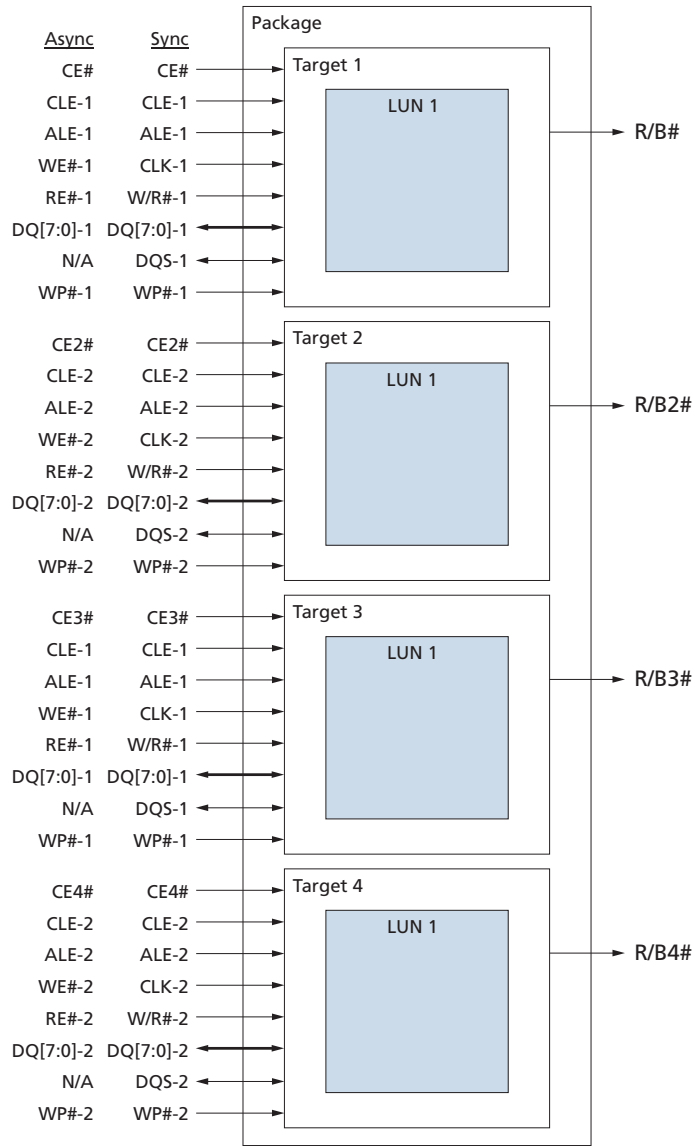 Package
Async Sync
Target 1
CE# CE#
LUN 1
CLE-1 CLE-1
ALE-1 ALE-1
R/B#
WE#-1 CLK-1
RE#-1 W/R#-1
DQ[7:0]-1 DQ[7:0]-1
N/A DQS-1
WP#-1 WP#-1
Target 2
CE2# CE2#
LUN 1
CLE-2 CLE-2
ALE-2 ALE-2
R/B2#
WE#-2 CLK-2
RE#-2 W/R#-2
DQ[7:0]-2 DQ[7:0]-2
N/A DQS-2
WP#-2 WP#-2
Target 3
CE3# CE3#
LUN 1
CLE-1 CLE-1
ALE-1 ALE-1
R/B3#
WE#-1 CLK-1
RE#-1 W/R#-1
DQ[7:0]-1 DQ[7:0]-1
N/A DQS-1
WP#-1 WP#-1
Target 4
CE4# CE4#
LUN 1
CLE-2 CLE-2
ALE-2 ALE-2
R/B4#
WE#-2 CLK-2
RE#-2 W/R#-2
DQ[7:0]-2 DQ[7:0]-2
N/A DQS-2
WP#-2 WP#-2